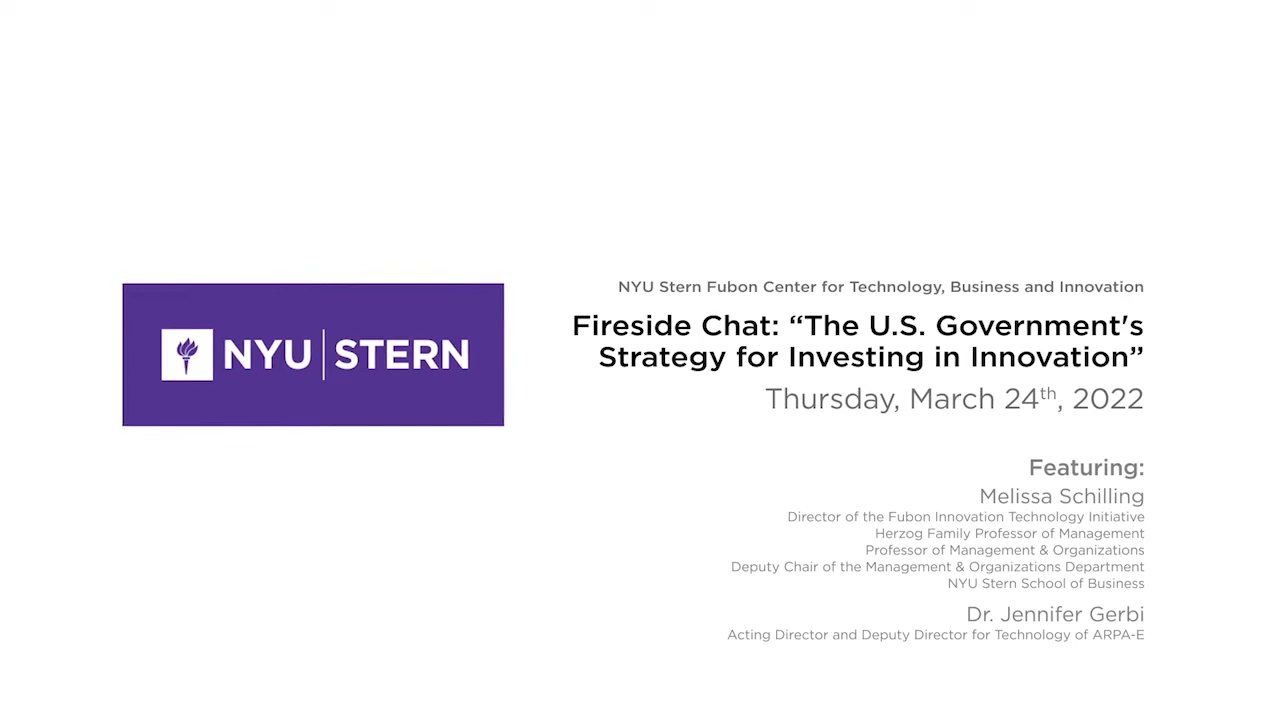 NYU STERN
NYU Stern Fubon Center for Technology, Business and Innovation
Fireside Chat: “The U.S. Government's
Strategy for Investing in Innovation”
Thursday, March 24th, 2022
Featuring:
Melissa Schilling
Director of the Fubon Innovation Technology Initiative
Herzog Family Professor of Management
Professor of Management & Organizations
Deputy Chair of the Management & Organizations Department
NYU Stern School of Business
Dr. Jennifer Gerbi
Acting Director and Deputy Director for Technology of ARPA-E